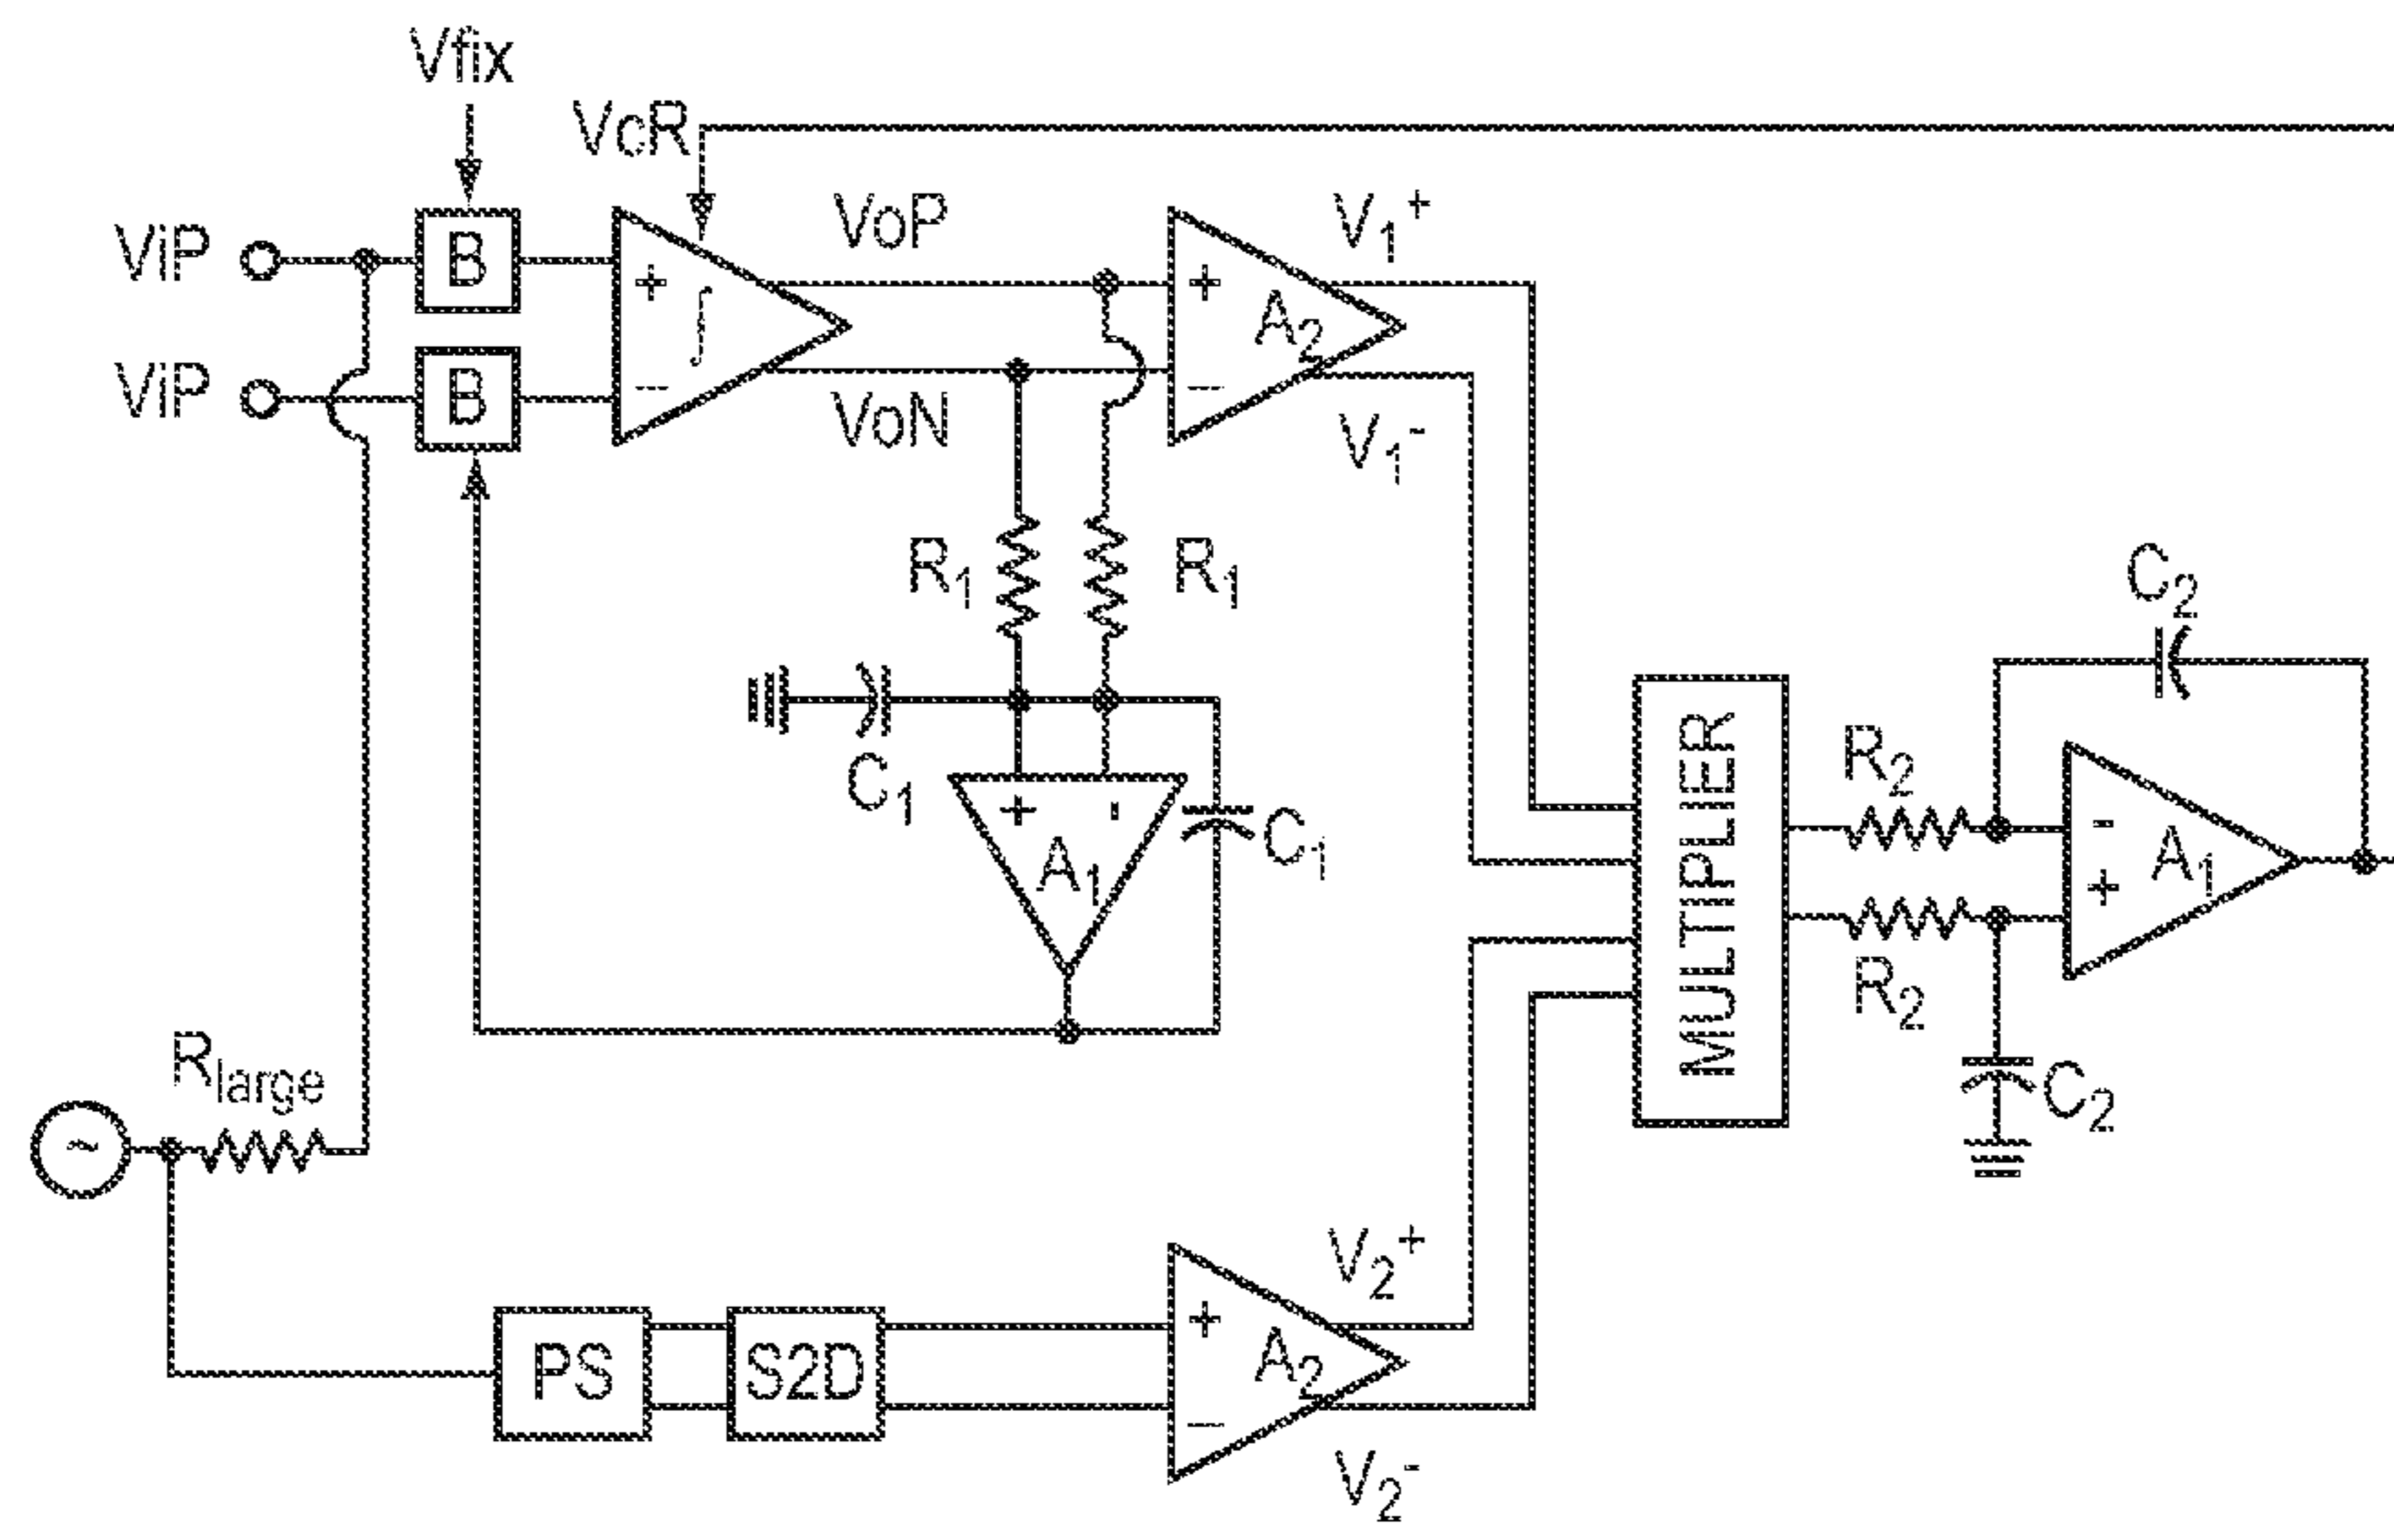 Vfix
VcR
ViP
B
+
∫
−
VoP
+
A2
−
V1+
ViP
B
VoN
V1-
R1
R1
C2
C1
+
-
A1
C1
MULTIPLIER
R2
-
+
A1
R2
C2
Rlarge
~
V2+
PS
S2D
+
A2
−
V2-